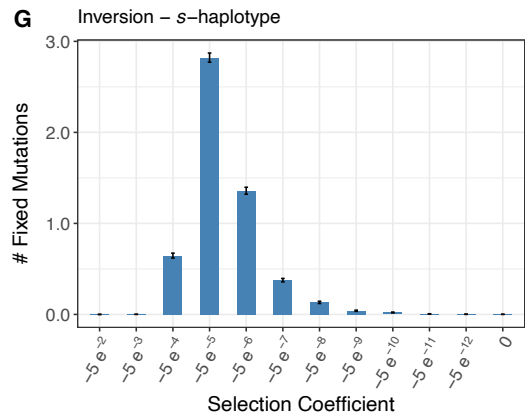 G
Inversion – s–haplotype
3.0
2.0
1.0
0.0
# Fixed Mutations
−5 e⁻²
−5 e⁻³
−5 e⁻⁴
−5 e⁻⁵
−5 e⁻⁶
−5 e⁻⁷
−5 e⁻⁸
−5 e⁻⁹
−5 e⁻¹⁰
−5 e⁻¹¹
−5 e⁻¹²
0
Selection Coefficient